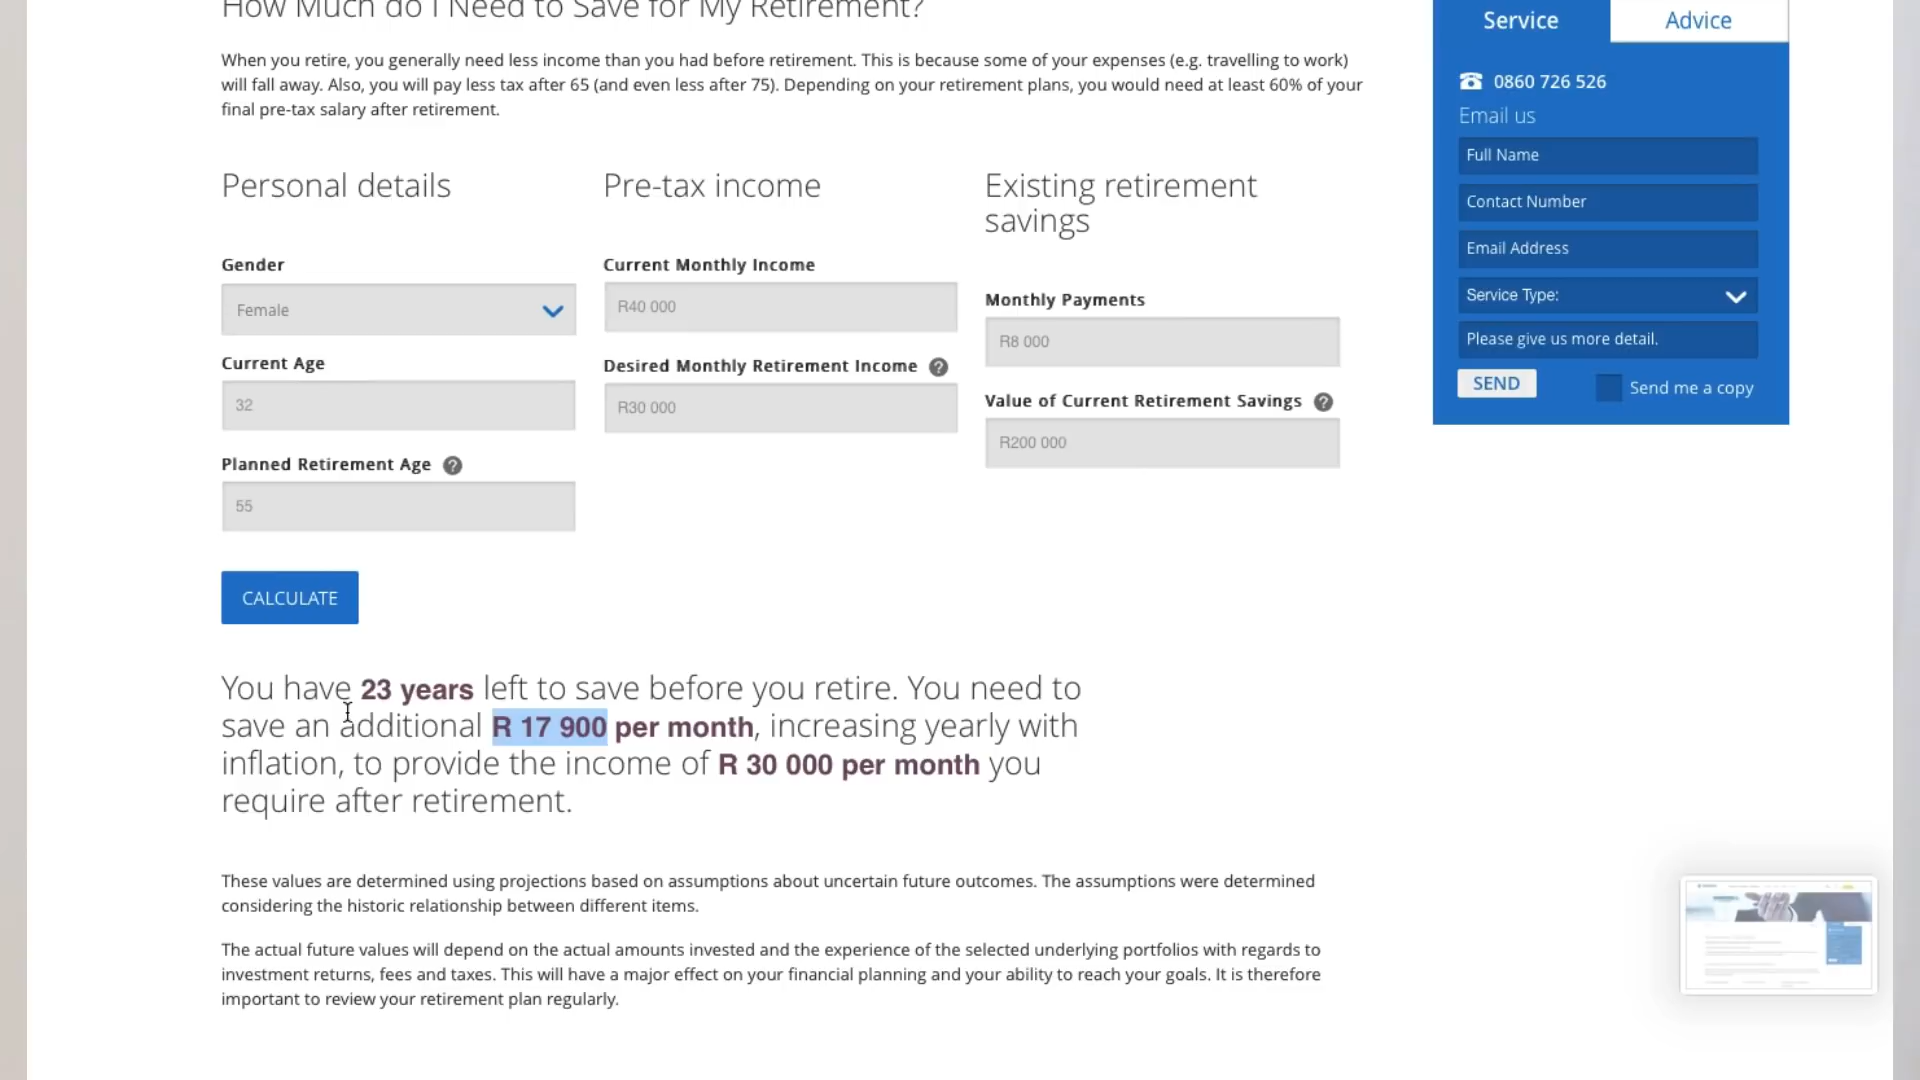 How Much do I Need to Save for My Retirement?
When you retire, you generally need less income than you had before retirement. This is because some of your expenses (e.g. travelling to work)
will fall away. Also, you will pay less tax after 65 (and even less after 75). Depending on your retirement plans, you would need at least 60% of your
final pre-tax salary after retirement.
Personal details
Gender
Female
Current Age
32
Planned Retirement Age ?
55
Pre-tax income
Current Monthly Income
R40 000
Desired Monthly Retirement Income ?
R30 000
Existing retirement
savings
Monthly Payments
R8 000
Value of Current Retirement Savings ?
R200 000
CALCULATE
You have 23 years left to save before you retire. You need to
save an additional R 17 900 per month, increasing yearly with
inflation, to provide the income of R 30 000 per month you
require after retirement.
These values are determined using projections based on assumptions about uncertain future outcomes. The assumptions were determined
considering the historic relationship between different items.
The actual future values will depend on the actual amounts invested and the experience of the selected underlying portfolios with regards to
investment returns, fees and taxes. This will have a major effect on your financial planning and your ability to reach your goals. It is therefore
important to review your retirement plan regularly.
Service
Advice
0860 726 526
Email us
Full Name
Contact Number
Email Address
Service Type:
Please give us more detail.
SEND
Send me a copy